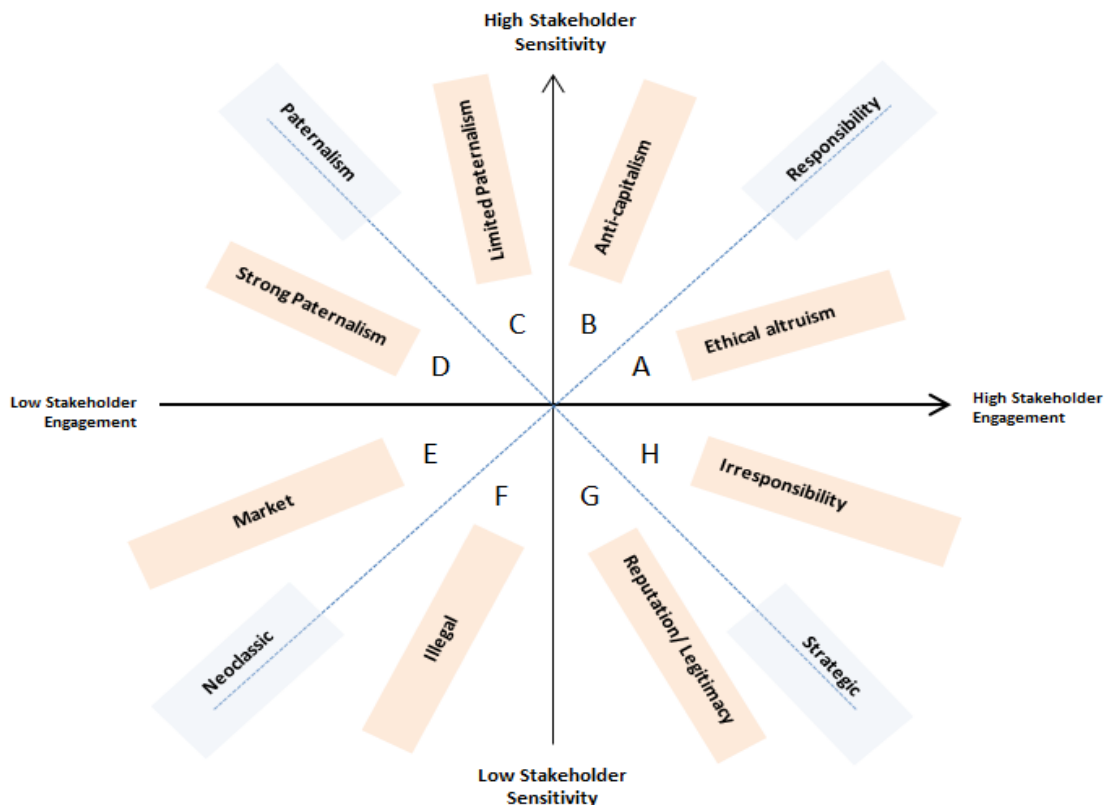 High Stakeholder
Sensitivity
Paternalism
Limited Paternalism
Anti-capitalism
Responsibility
Strong Paternalism
Ethical altruism
C
B
D
A
Low Stakeholder
Engagement
High Stakeholder
Engagement
E
H
F
G
Market
Irresponsibility
Neoclassic
Illegal
Reputation/ Legitimacy
Strategic
Low Stakeholder
Sensitivity